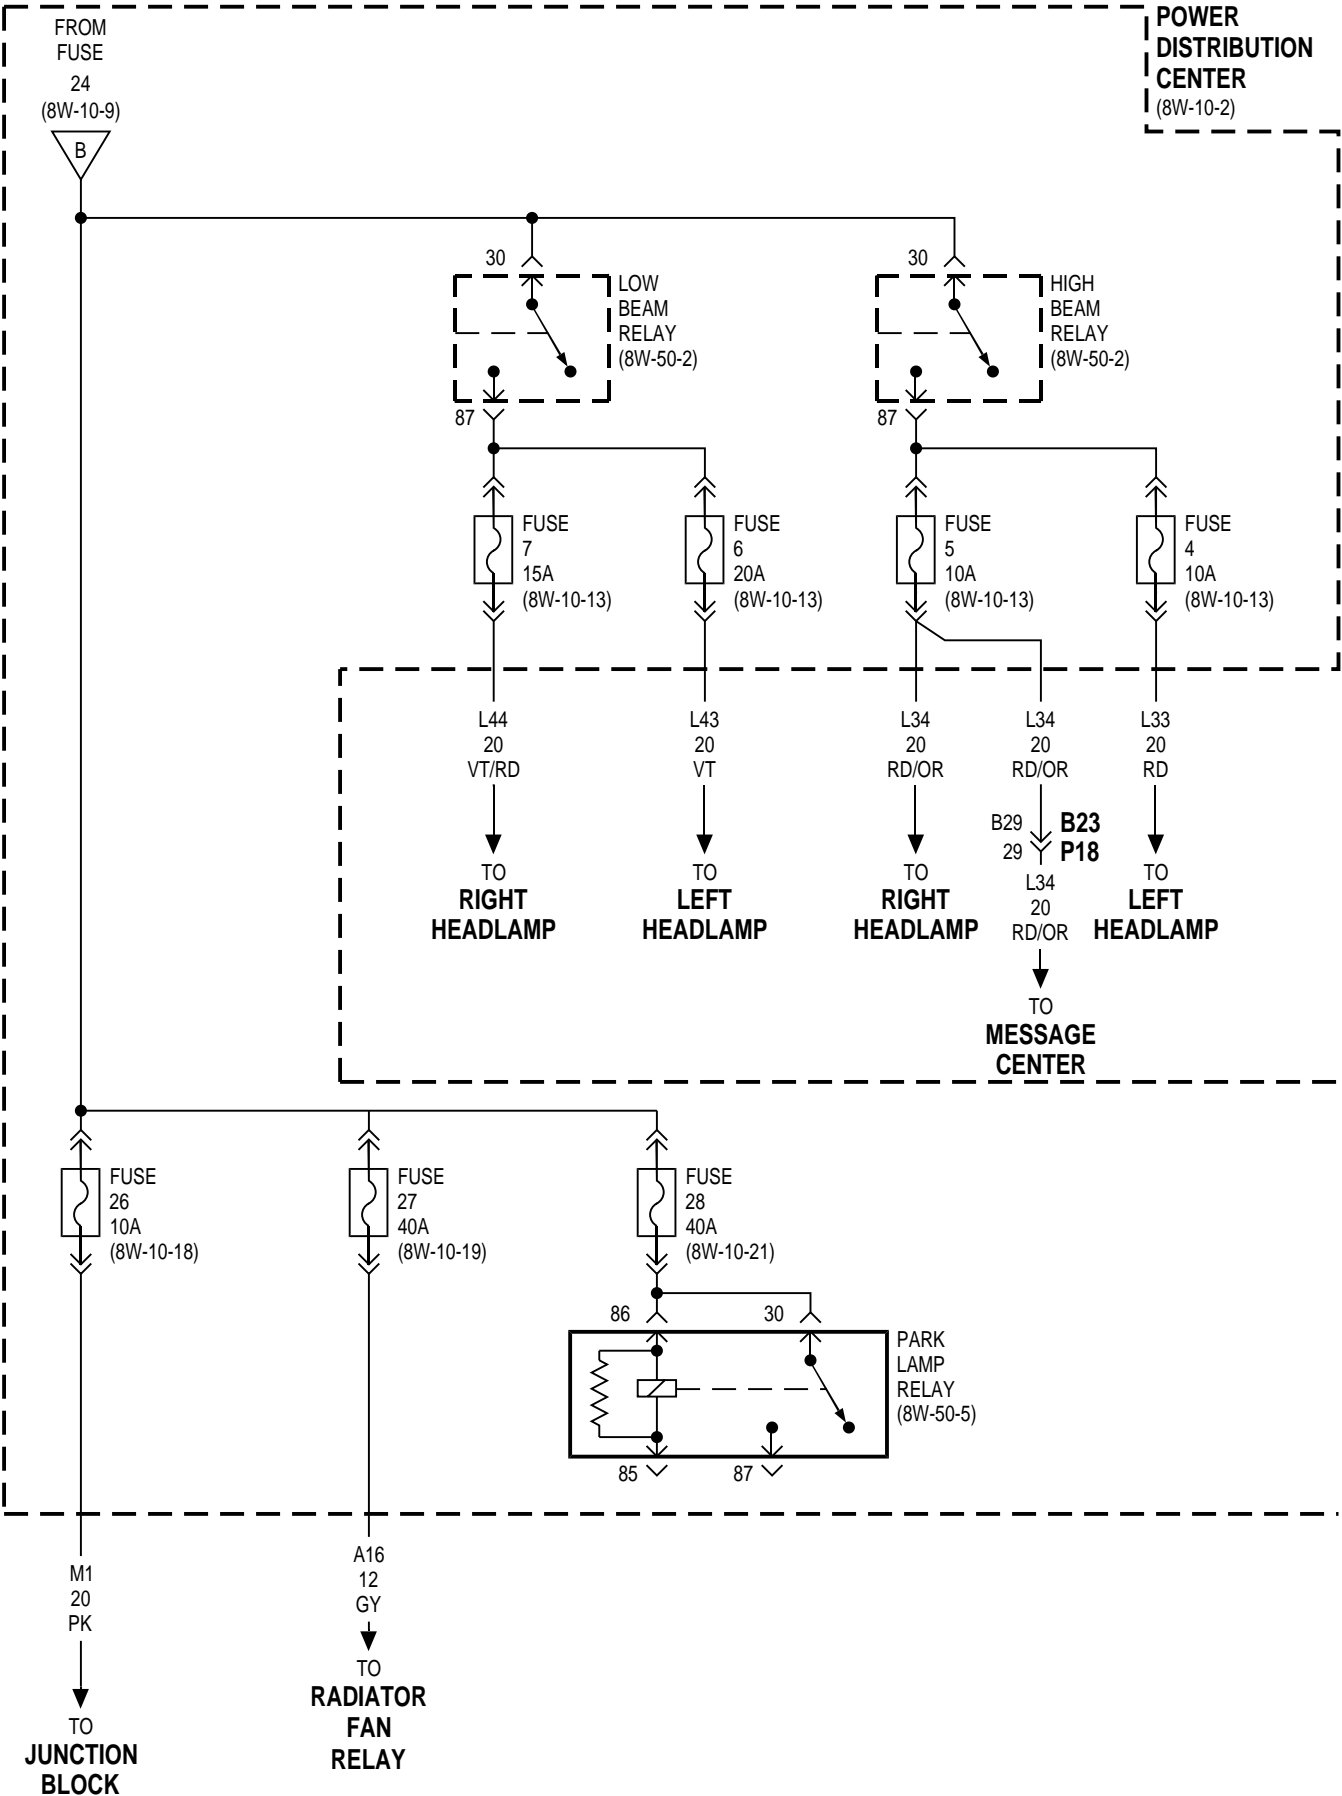 FROM
FUSE
24
(8W-10-9)
B
POWER
DISTRIBUTION
CENTER
(8W-10-2)
30
LOW
BEAM
RELAY
(8W-50-2)
87
30
HIGH
BEAM
RELAY
(8W-50-2)
87
FUSE
7
15A
(8W-10-13)
FUSE
6
20A
(8W-10-13)
FUSE
5
10A
(8W-10-13)
FUSE
4
10A
(8W-10-13)
L44
20
VT/RD
TO
RIGHT
HEADLAMP
L43
20
VT
TO
LEFT
HEADLAMP
L34
20
RD/OR
TO
RIGHT
HEADLAMP
L34
20
RD/OR
B29 B23
29 P18
L34
20
RD/OR
TO
MESSAGE
CENTER
L33
20
RD
TO
LEFT
HEADLAMP
FUSE
26
10A
(8W-10-18)
FUSE
27
40A
(8W-10-19)
FUSE
28
40A
(8W-10-21)
86
30
PARK
LAMP
RELAY
(8W-50-5)
85
87
M1
20
PK
TO
JUNCTION
BLOCK
A16
12
GY
TO
RADIATOR
FAN
RELAY